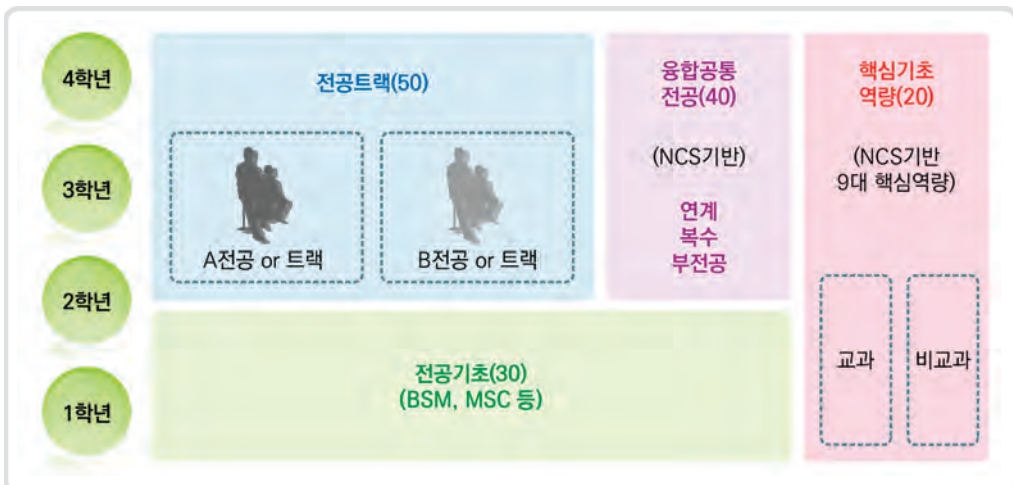 4학년
3학년
2학년
1학년
전공트랙(50)
A전공 or 트랙
B전공 or 트랙
융합공통
전공(40)
(NCS기반)
연계
복수
부전공
핵심기초
역량(20)
(NCS기반
9대 핵심역량)
교과
비교과
전공기초(30)
(BSM, MSC 등)